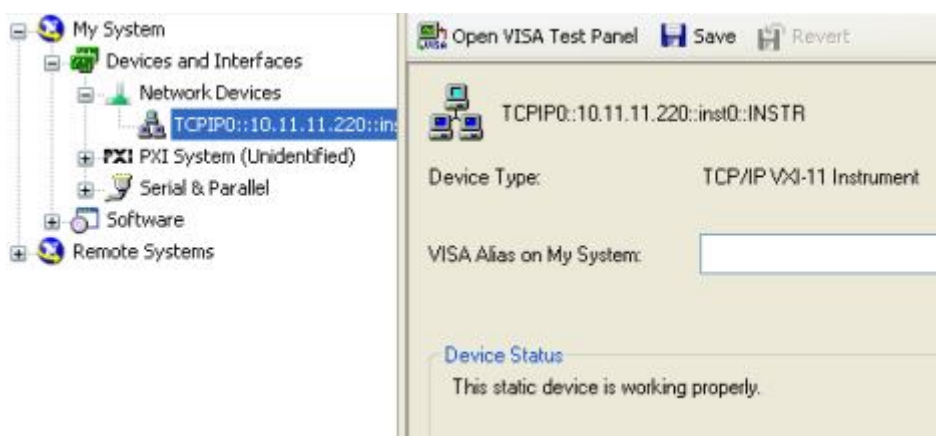 My System
Devices and Interfaces
Network Devices
TCPIP0::10.11.11.220::in
PXI PXI System (Unidentified)
Serial & Parallel
Software
Remote Systems
VISA Open VISA Test Panel Save Revert
TCPIP0::10.11.11.220::inst0::INSTR
Device Type: TCP/IP VXI-11 Instrument
VISA Alias on My System:
Device Status
This static device is working properly.